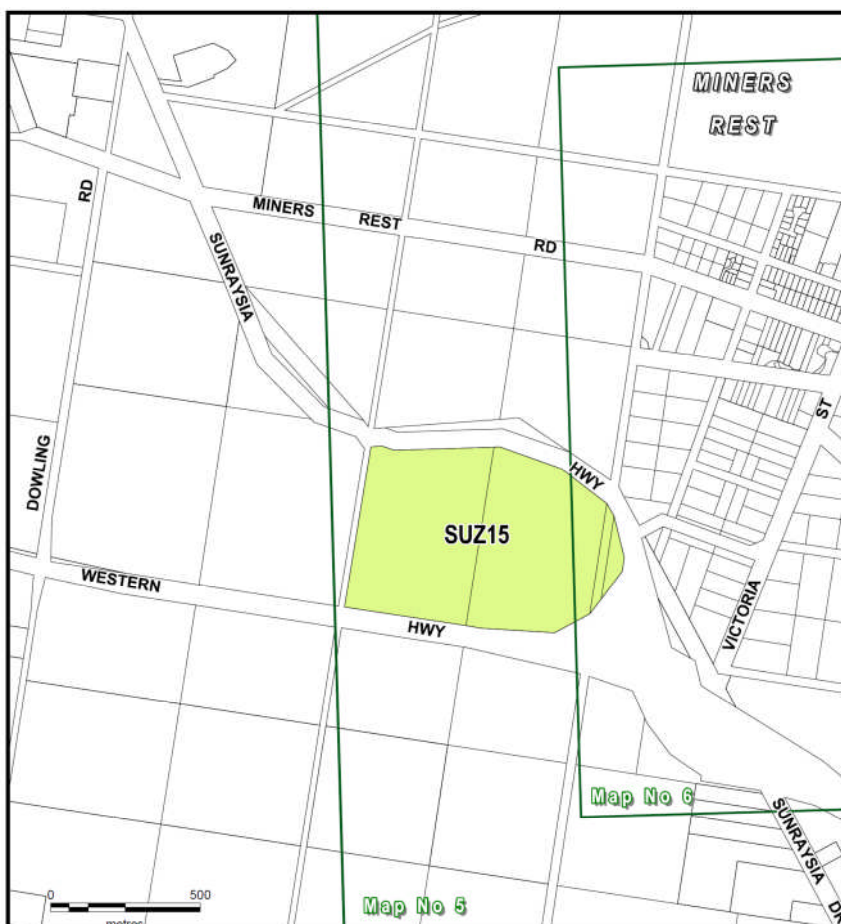 MINERS
REST
RD
MINERS REST RD
SUNRAYSIA
ST
DOWLING
HWY
SUZ15
WESTERN
HWY
VICTORIA
Map No 6
SUNRAYSIA
0 500
metres
Map No 5